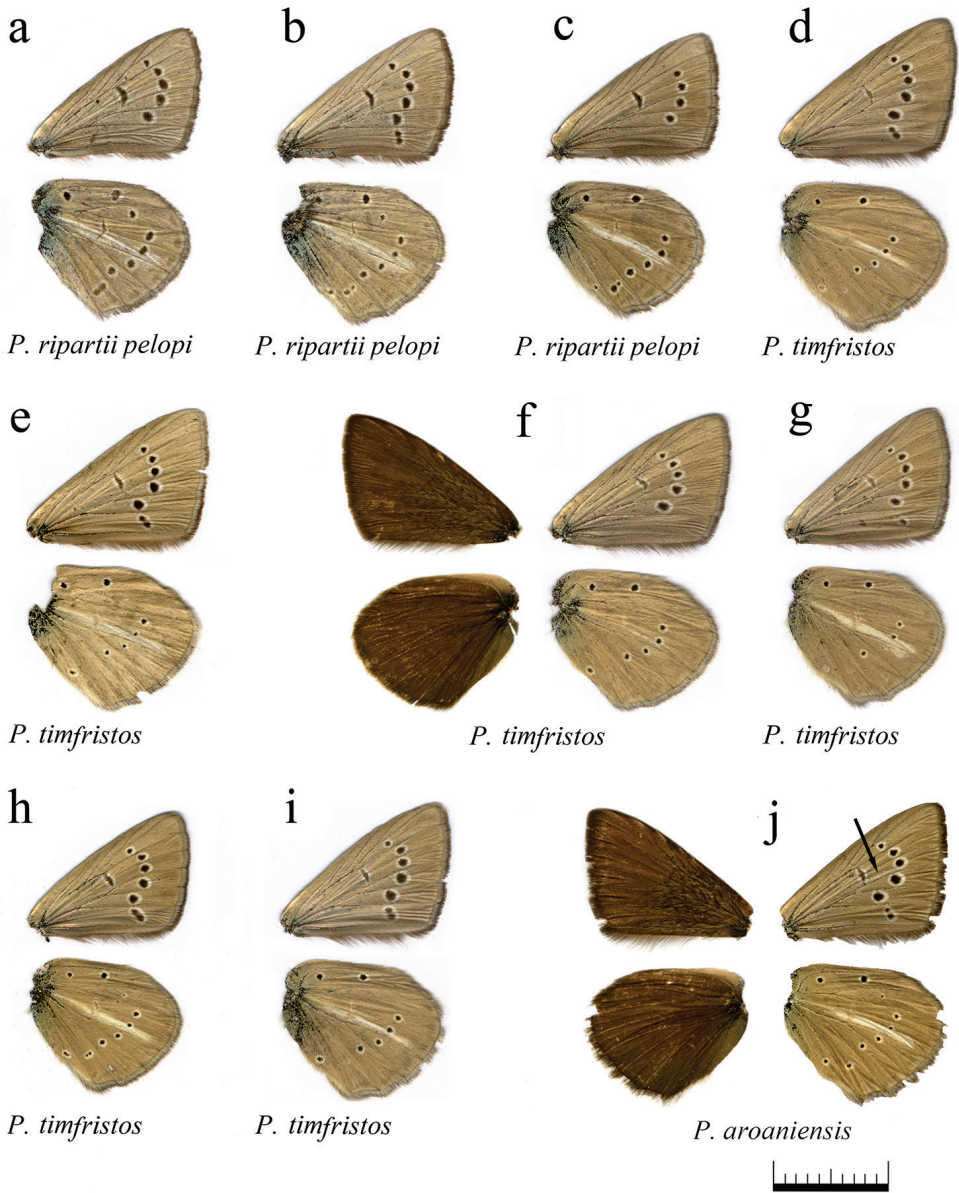 a b c d
P. ripartii pelopi P. ripartii pelopi P. ripartii pelopi P. timfristos
e f g
P. timfristos P. timfristos P. timfristos
h i j
P. timfristos P. timfristos P. aroaniensis